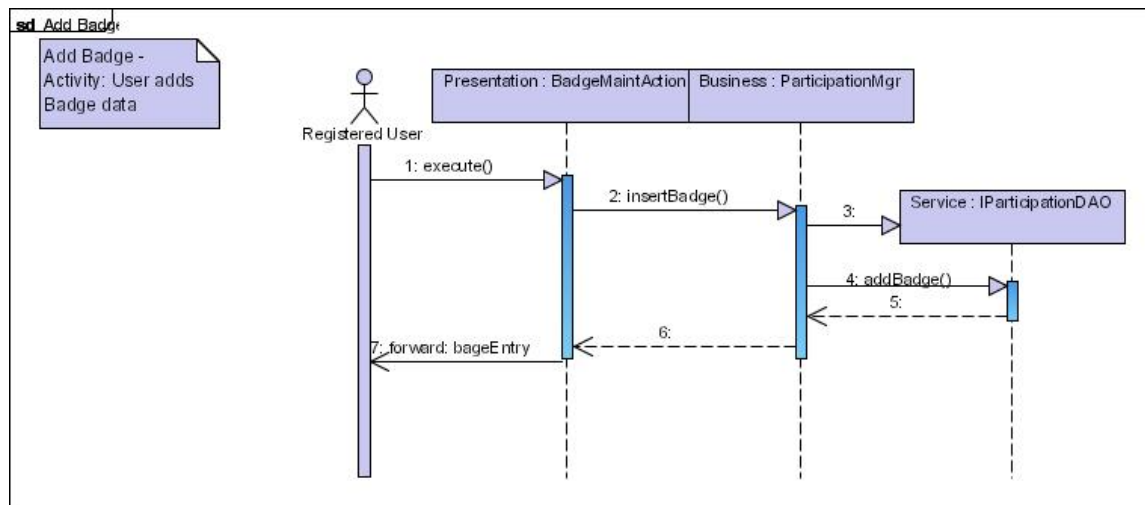 sd Add Badge
Add Badge -
Activity: User adds
Badge data
Registered User
Presentation : BadgeMaintAction
Business : ParticipationMgr
1: execute()
2: insertBadge()
3:
Service : IParticipationDAO
4: addBadge()
5:
6:
7: forward: bageEntry